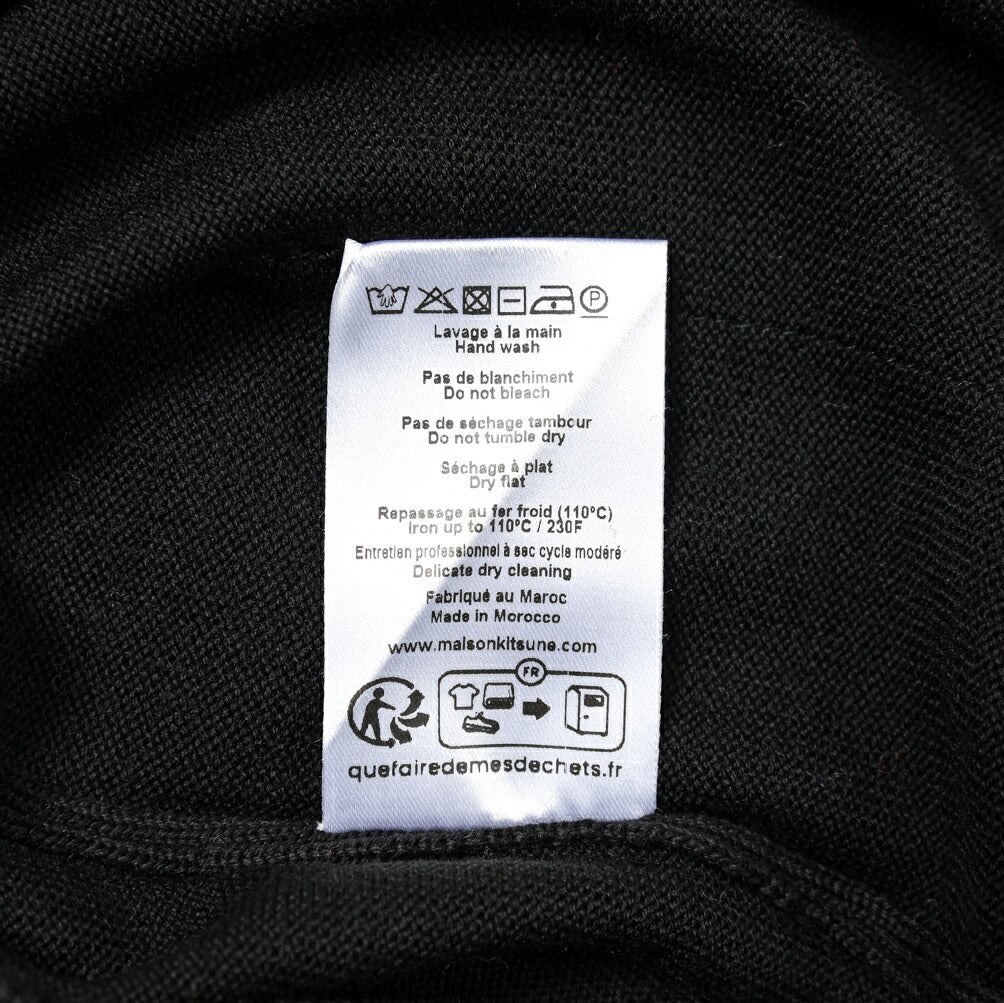 P
Lavage à la main
Hand wash
Pas de blanchiment
Do not bleach
Pas de séchage tambour
Do not tumble dry
Séchage à plat
Dry flat
Repassage au fer froid (110°C)
Iron up to 110°C / 230F
Entretien professionnel à sec cycle modéré
Delicate dry cleaning
Fabriqué au Maroc
Made in Morocco
www.maisonkitsune.com
FR
quefairedemesdechets.fr